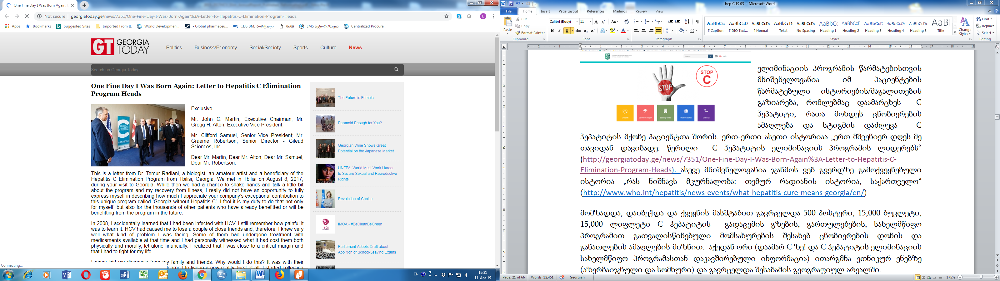 One Fine Day I Was Born Again: L
Not secure
georgiatoday.ge/news/7351/One-Fine-Day-I-Was-Born-Again%3A-Letter-to-Hepatitis-C-Elimination-Program-Heads
Apps
Bookmarks
Suggested Sites
Imported From IE
World Developmen...
• Global pharmaceu...
BMJ CDS BMJ პორტალი
მიმწ
EMS ავტორიზაცია
Centralized Procure...
GT GEORGIA
TODAY
Politics
Business/Economy
Social/Society
Sports
Culture
News
Search on Georgia Today
One Fine Day I Was Born Again: Letter to Hepatitis C Elimination
Program Heads
Exclusive
Mr. John C. Martin, Executive Chairman; Mr.
Gregg H. Alton, Executive Vice President;
Mr. Clifford Samuel, Senior Vice President; Mr.
Graeme Robertson, Senior Director - Gilead
Sciences, Inc.
Dear Mr. Martin, Dear Mr. Alton, Dear Mr. Samuel,
Dear Mr. Robertson:
This is a letter from Dr. Temur Radiani, a biologist, an amateur artist and a beneficiary of the
Hepatitis C Elimination Program from Tbilisi, Georgia. We met in Tbilisi on August 8, 2017,
during your visit to Georgia. While then we had a chance to shake hands and talk a little bit
about the program and my recovery from illness, I really did not have an opportunity to fully
express myself in describing how much I appreciate your company's exceptional contribution to
this unique program called 'Georgia without Hepatitis C'. I feel it is my duty to do that not only
for myself, but also for the thousands of other patients who have already benefitted or will be
benefitting from the program in the future.
In 2008, I accidentally learned that I had been infected with HCV. I still remember how painful it
was to learn it. HCV had caused me to lose a couple of close friends and, therefore, I knew very
well what kind of problem I was facing. Some of them had undergone treatment with
medicaments available at that time and I had personally witnessed what it had cost them both
physically and morally, let alone financially. I realized that I was close to a critical margin and
that I had to fight for my life.
I never hid my diagnosis from my family and friends. Why would I do this? It was with their
learned to live in a new reality. First of all, I started collecting
The Future is Female
Paranoid Enough for You?
Georgian Wine Shows Great
Potential on the Japanese Market
UNFPA: World Must Work Harder
to Secure Sexual and Reproductive
Rights
Revolution of Choice
IMCA - #BeCleanBeGreen
Parliament Adopts Draft about
Abolition of School-Leaving Exams
Connecting...
EN
19:31
11-Apr-19
hep C 19.03 - Microsoft Word
File
Home
Insert
Page Layout
References
Mailings
Review
View
Paste
Cut
Copy
Format Painter
Clipboard
Calibri (Body)
11
Font
Paragraph
¶ Caption
¶ DIO Text...
¶ Normal
Tekst
No Spacing
Heading 1
Heading 2
Heading 3
Heading 4
Heading 5
Title
Change
Styles
Styles
Find
Replace
Select
Editing
STOP
STOP
C
Contact Us
ელიმინაციის პროგრამის წარმატებისთვის
მნიშვნელოვანია იმ პაციენტების
წარმატებული ისტორიების/მაგალითების
გაზიარება, რომლებმაც დაამარცხეს C
ჰეპატიტი, რათა მოხდეს ცნობიერების
ამაღლება და სტიგმის დაძლევა C
ჰეპატიტის მქონე პაციენტთა შორის. ერთ-ერთი ასეთი ისტორიაა „ერთ მშვენიერ დღეს მე
თავიდან დავიბადე: წერილი C ჰეპატიტის ელიმინაციის პროგრამის ლიდერებს“
(http://georgiatoday.ge/news/7351/One-Fine-Day-I-Was-Born-Again%3A-Letter-to-Hepatitis-C-
Elimination-Program-Heads). ასევე მნიშვნელოვანია ჯანმოს ვებ გვერდზე გამოქვეყნებული
ისტორია „რას ნიშნავს მკურნალობა: თემურ რადიანის ისტორია, საქართველო“
(http://www.who.int/hepatitis/news-events/what-hepatitis-cure-means-georgia/en/)
მომზადდა, დაიბეჭდა და ქვეყნის მასშტაბით გავრცელდა 500 პოსტერი, 15,000 ბუკლეტი,
15,000 ლიფლეტი C ჰეპატიტის გადაცემის გზების, გართულებების, სახელმწიფო
პროგრამით გათვალისწინებული მომსახურების შესახებ ცნობიერების დონის და
განათლების ამაღლების მიზნით. აქედან ორი (დაამარ C ზე! და C ჰეპატიტის ელიმინაციის
სახელმწიფო პროგრამასთან დაკავშირებული ინფორმაცია) ითარგმნა ეთნიკურ ენებზე
(აზერბაიჯნული და სომხური) და გავრცელდა შესაბამის გეოგრაფიულ არეალში.
Page: 21 of 66
Words: 12,451
Georgian
175%